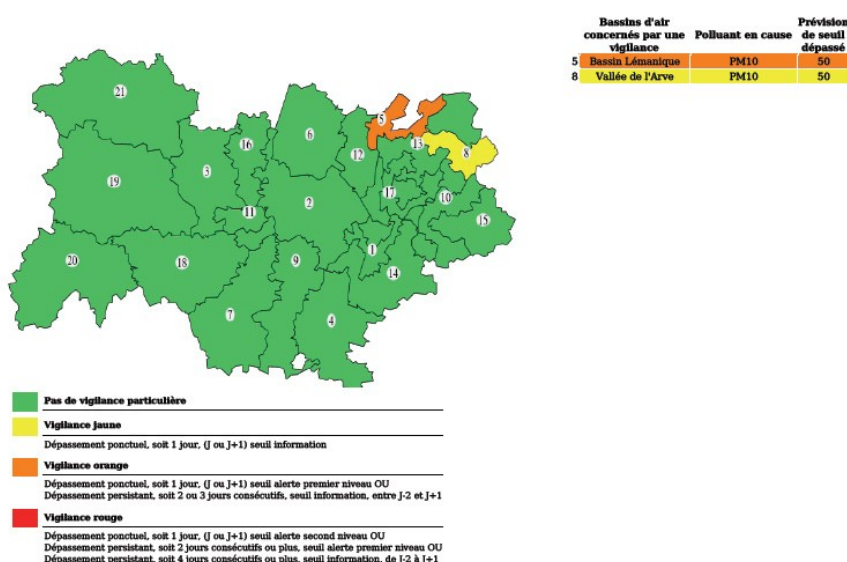 Bassins d'air
concernés par une
vigilance
Polluant en cause
Prévision
de seuil
dépassé
5 Bassin Lémanique PM10 50
8 Vallée de l'Arve PM10 50
21
5
6
16
13
12
8
3
19
17
10
2
11
15
1
20
18
9
14
7
4
Pas de vigilance particulière
Vigilance jaune
Dépassement ponctuel, soit 1 jour, (J ou J+1) seuil information
Vigilance orange
Dépassement ponctuel, soit 1 jour, (J ou J+1) seuil alerte premier niveau OU
Dépassement persistant, soit 2 ou 3 jours consécutifs, seuil information, entre J-2 et J+1
Vigilance rouge
Dépassement ponctuel, soit 1 jour, (J ou J+1) seuil alerte second niveau OU
Dépassement persistant, soit 2 jours consécutifs ou plus, seuil alerte premier niveau OU
Dépassement persistant, soit 4 jours consécutifs ou plus, seuil information, de J-2 à J+1